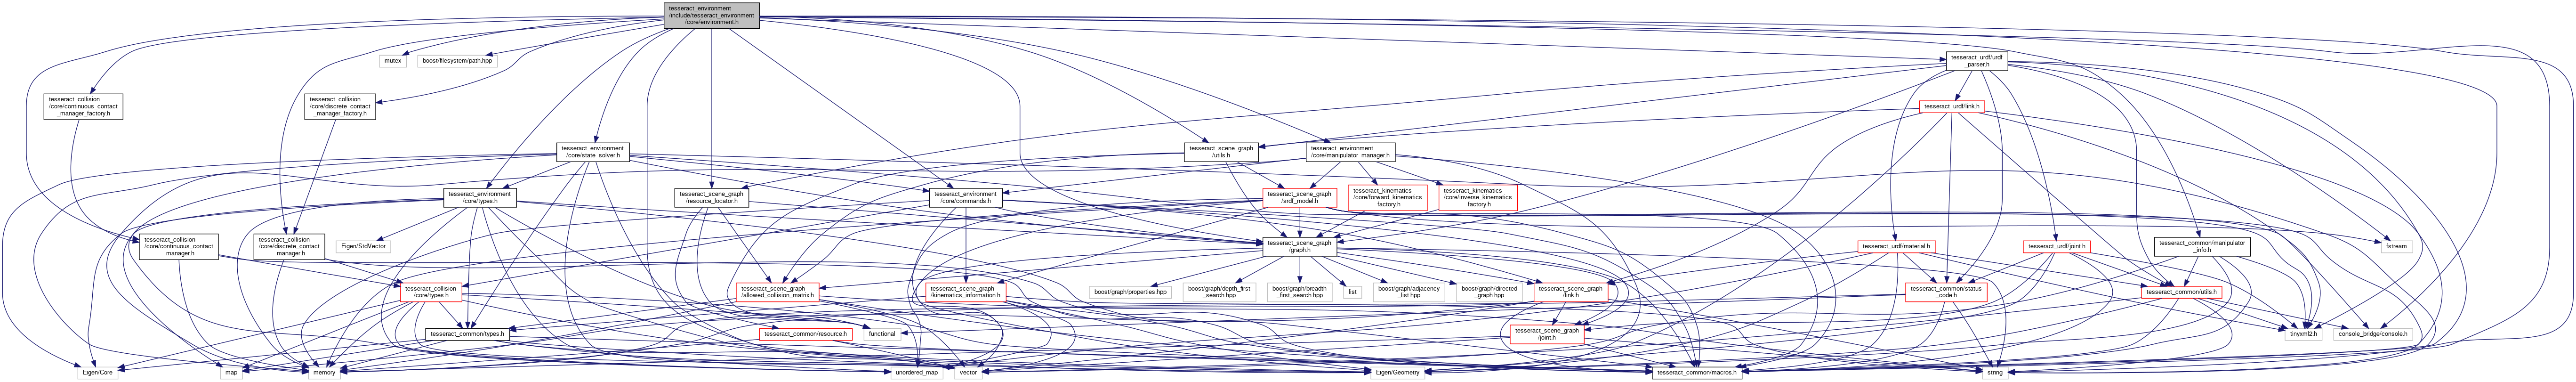 tesseract_environment
/include/tesseract_environment
/core/environment.h
mutex
boost/filesystem/path.hpp
tesseract_urdf/urdf
_parser.h
tesseract_collision
/core/continuous_contact
_manager_factory.h
tesseract_collision
/core/discrete_contact
_manager_factory.h
tesseract_urdf/link.h
tesseract_environment
/core/state_solver.h
tesseract_scene_graph
/utils.h
tesseract_environment
/core/manipulator_manager.h
tesseract_environment
/core/types.h
tesseract_scene_graph
/resource_locator.h
tesseract_environment
/core/commands.h
tesseract_scene_graph
/srdf_model.h
tesseract_kinematics
/core/forward_kinematics
_factory.h
tesseract_kinematics
/core/inverse_kinematics
_factory.h
tesseract_collision
/core/continuous_contact
_manager.h
tesseract_collision
/core/discrete_contact
_manager.h
Eigen/StdVector
tesseract_scene_graph
/graph.h
tesseract_urdf/material.h
tesseract_urdf/joint.h
tesseract_common/manipulator
_info.h
fstream
tesseract_collision
/core/types.h
tesseract_scene_graph
/allowed_collision_matrix.h
tesseract_scene_graph
/kinematics_information.h
boost/graph/properties.hpp
boost/graph/depth_first
_search.hpp
boost/graph/breadth
_first_search.hpp
list
boost/graph/adjacency
_list.hpp
boost/graph/directed
_graph.hpp
tesseract_scene_graph
/link.h
tesseract_common/status
_code.h
tesseract_common/utils.h
tesseract_common/types.h
tesseract_common/resource.h
functional
tesseract_scene_graph
/joint.h
tinyxml2.h
console_bridge/console.h
Eigen/Core
map
memory
unordered_map
vector
Eigen/Geometry
tesseract_common/macros.h
string